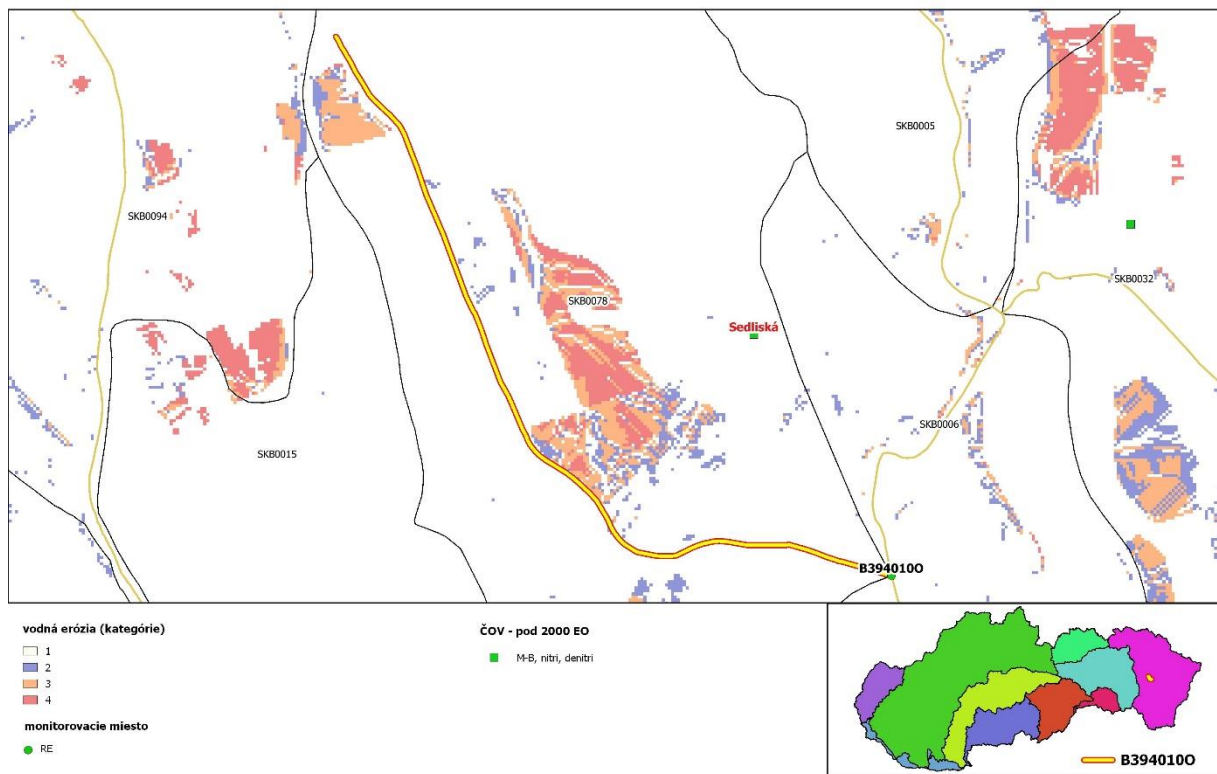 SKB0005
SKB0094
SKB0032
SKB0078
Sedliská
SKB0006
SKB0015
B394010O
vodná erózia (kategórie)
1
2
3
4
monitorovacie miesto
RE
ČOV - pod 2000 EO
M-B, nitri, denitri
B394010O